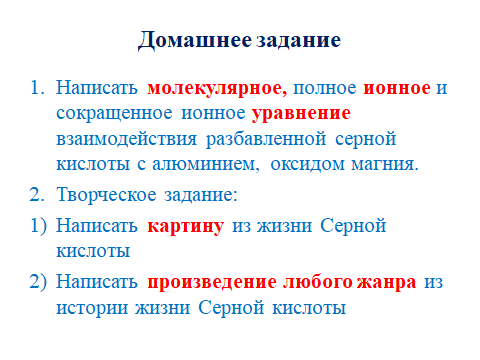 Домашнее задание
1. Написать молекулярное, полное ионное и
сокращенное ионное уравнение
взаимодействия разбавленной серной
кислоты с алюминием, оксидом магния.
2. Творческое задание:
1) Написать картину из жизни Серной
кислоты
2) Написать произведение любого жанра из
истории жизни Серной кислоты